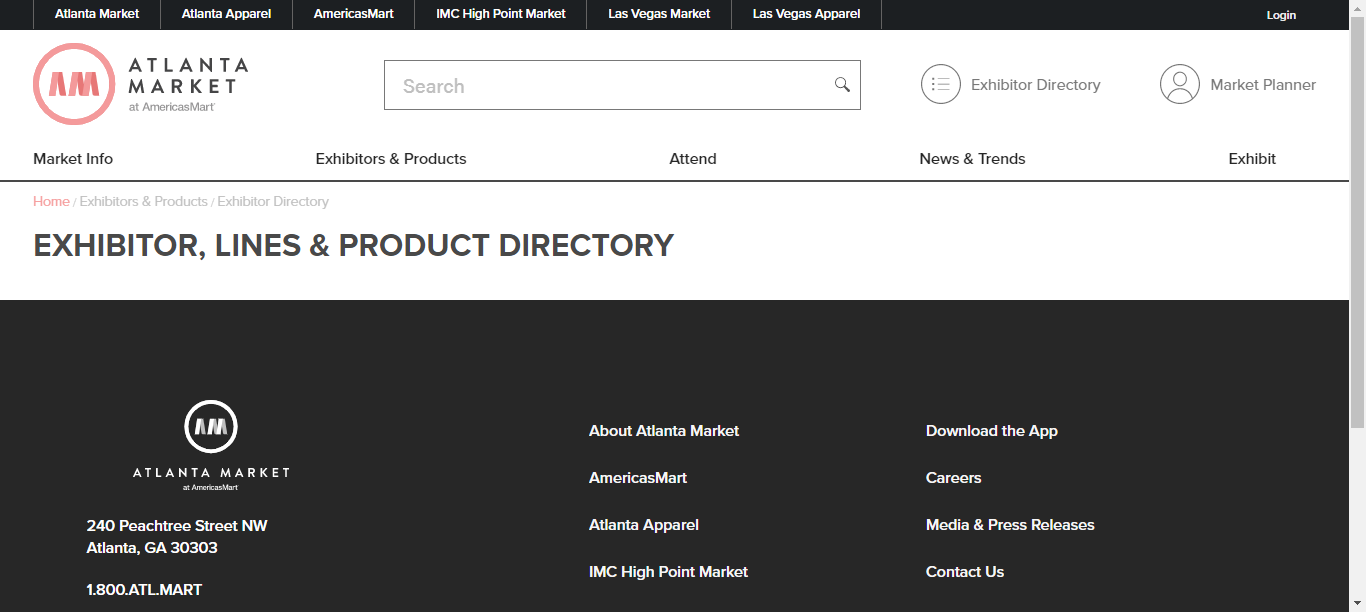 Atlanta Market
Atlanta Apparel
AmericasMart
IMC High Point Market
Las Vegas Market
Las Vegas Apparel
Login
AM
ATLANTA
MARKET
at AmericasMart
Search
Exhibitor Directory
Market Planner
Market Info
Exhibitors & Products
Attend
News & Trends
Exhibit
Home / Exhibitors & Products / Exhibitor Directory
EXHIBITOR, LINES & PRODUCT DIRECTORY
AM
ATLANTA MARKET
at AmericasMart
240 Peachtree Street NW
Atlanta, GA 30303
1.800.ATL.MART
About Atlanta Market
AmericasMart
Atlanta Apparel
IMC High Point Market
Download the App
Careers
Media & Press Releases
Contact Us